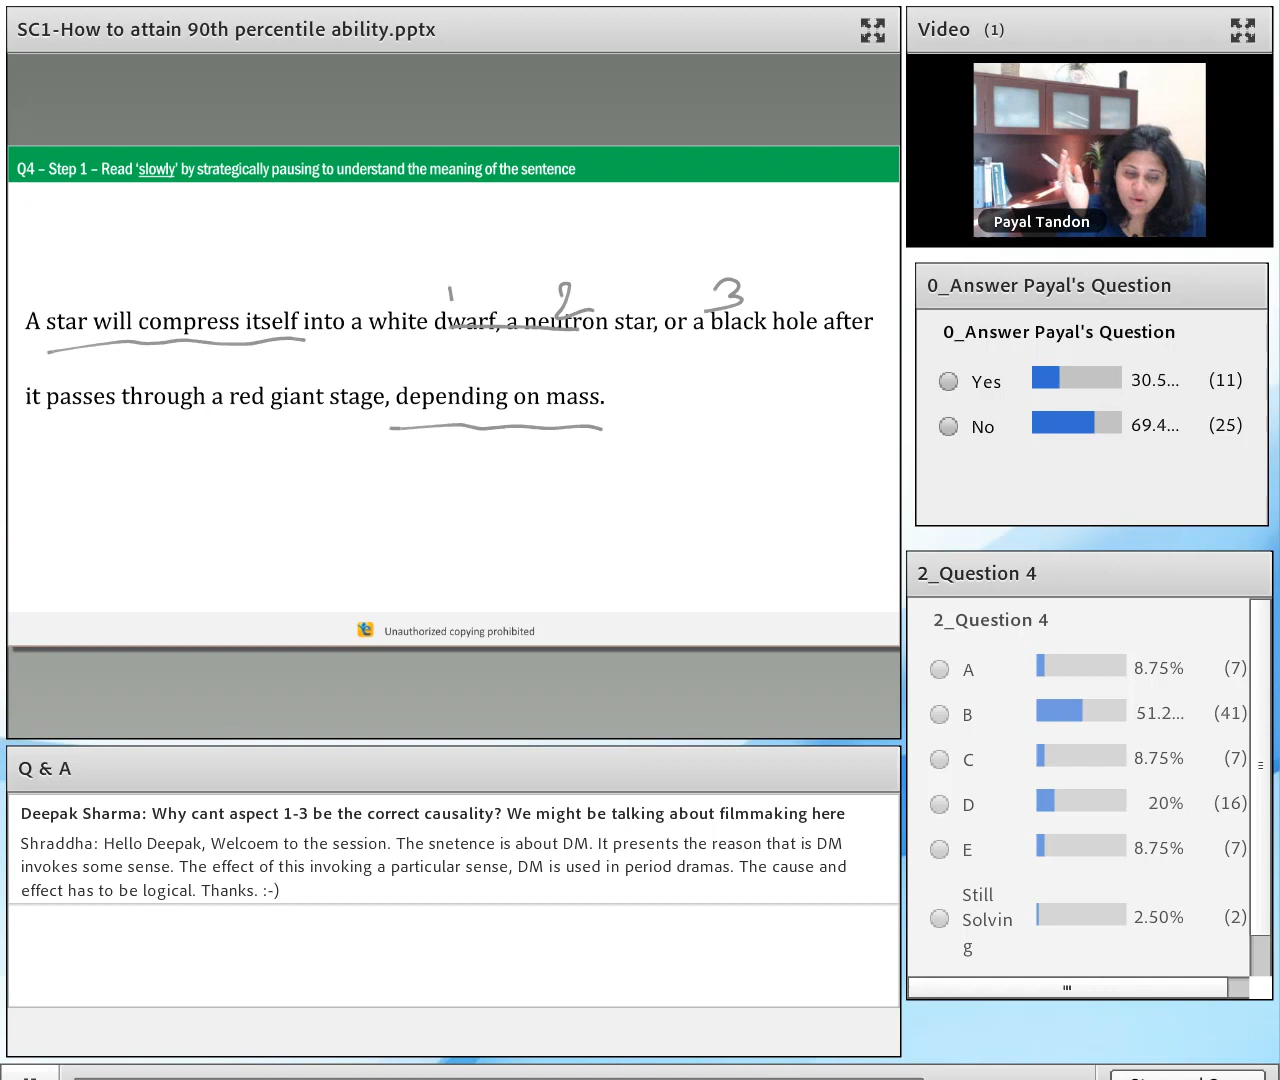 SC1-How to attain 90th percentile ability.pptx
Q4 – Step 1 – Read ‘slowly’ by strategically pausing to understand the meaning of the sentence
1 2 3
A star will compress itself into a white dwarf, a neutron star, or a black hole after
it passes through a red giant stage, depending on mass.
Unauthorized copying prohibited
Q & A
Deepak Sharma: Why cant aspect 1-3 be the correct causality? We might be talking about filmmaking here
Shraddha: Hello Deepak, Welcoem to the session. The snetence is about DM. It presents the reason that is DM
invokes some sense. The effect of this invoking a particular sense, DM is used in period dramas. The cause and
effect has to be logical. Thanks. :-)
Video (1)
Payal Tandon
0_Answer Payal's Question
0_Answer Payal's Question
Yes 30.5... (11)
No 69.4... (25)
2_Question 4
2_Question 4
A 8.75% (7)
B 51.2... (41)
C 8.75% (7)
D 20% (16)
E 8.75% (7)
Still
Solvin 2.50% (2)
g